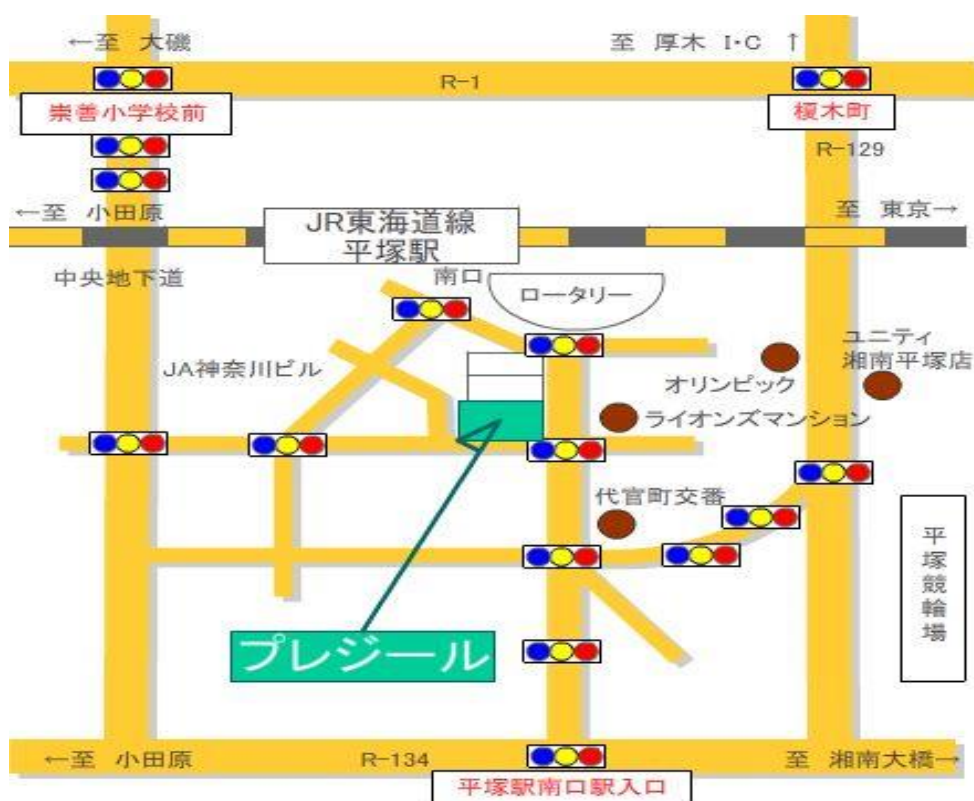 ←至 大磯
至 厚木 I・C ↑
R-1
崇善小学校前
榎木町
R-129
←至 小田原
JR東海道線
平塚駅
至 東京→
中央地下道
南口
ロータリー
ユニティ
湘南平塚店
JA神奈川ビル
オリンピック
ライオンズマンション
代官町交番
平塚競輪場
プレジール
←至 小田原
R-134
至 湘南大橋→
平塚駅南口駅入口